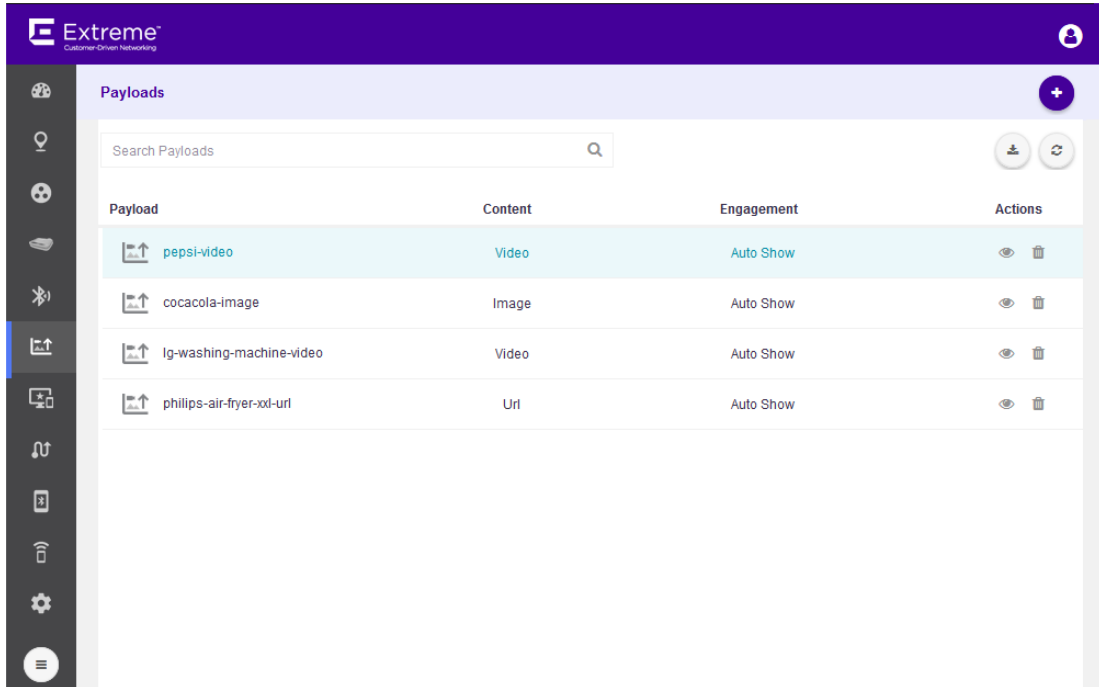 Extreme™
Customer-Driven Networking
Payloads
Search Payloads
Payload Content Engagement Actions
pepsi-video Video Auto Show
cocacola-image Image Auto Show
lg-washing-machine-video Video Auto Show
philips-air-fryer-xxl-url Url Auto Show